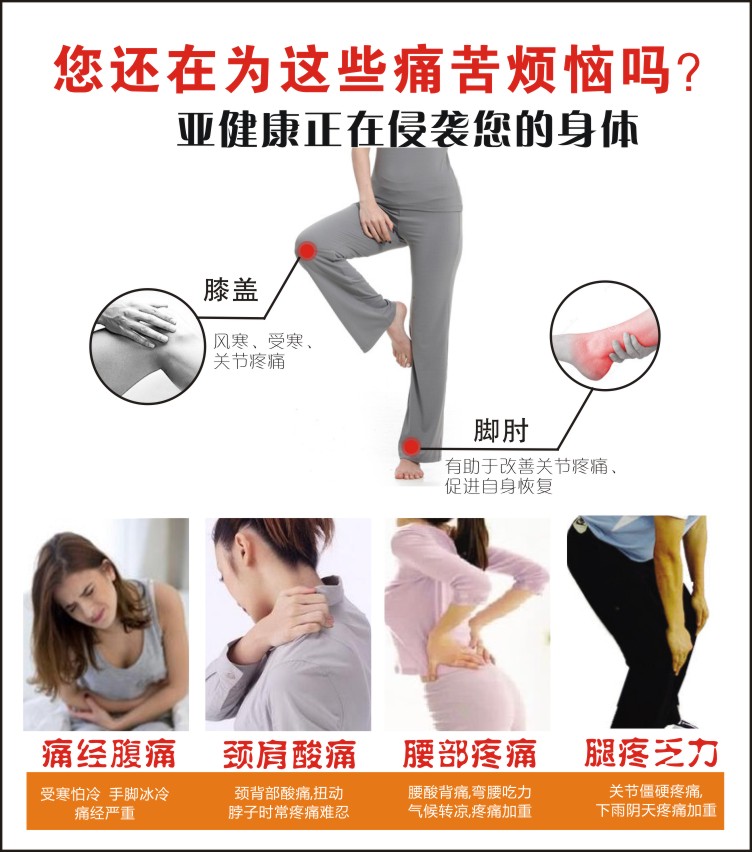 您还在为这些痛苦烦恼吗?
亚健康正在侵袭您的身体
膝盖
风寒、受寒、
关节疼痛
脚肘
有助于改善关节疼痛、
促进自身恢复
痛经腹痛
颈肩酸痛
腰部疼痛
腿疼乏力
受寒怕冷 手脚冰冷
痛经严重
颈背部酸痛,扭动
脖子时常疼痛难忍
腰酸背痛,弯腰吃力
气候转凉,疼痛加重
关节僵硬疼痛,
下雨阴天疼痛加重